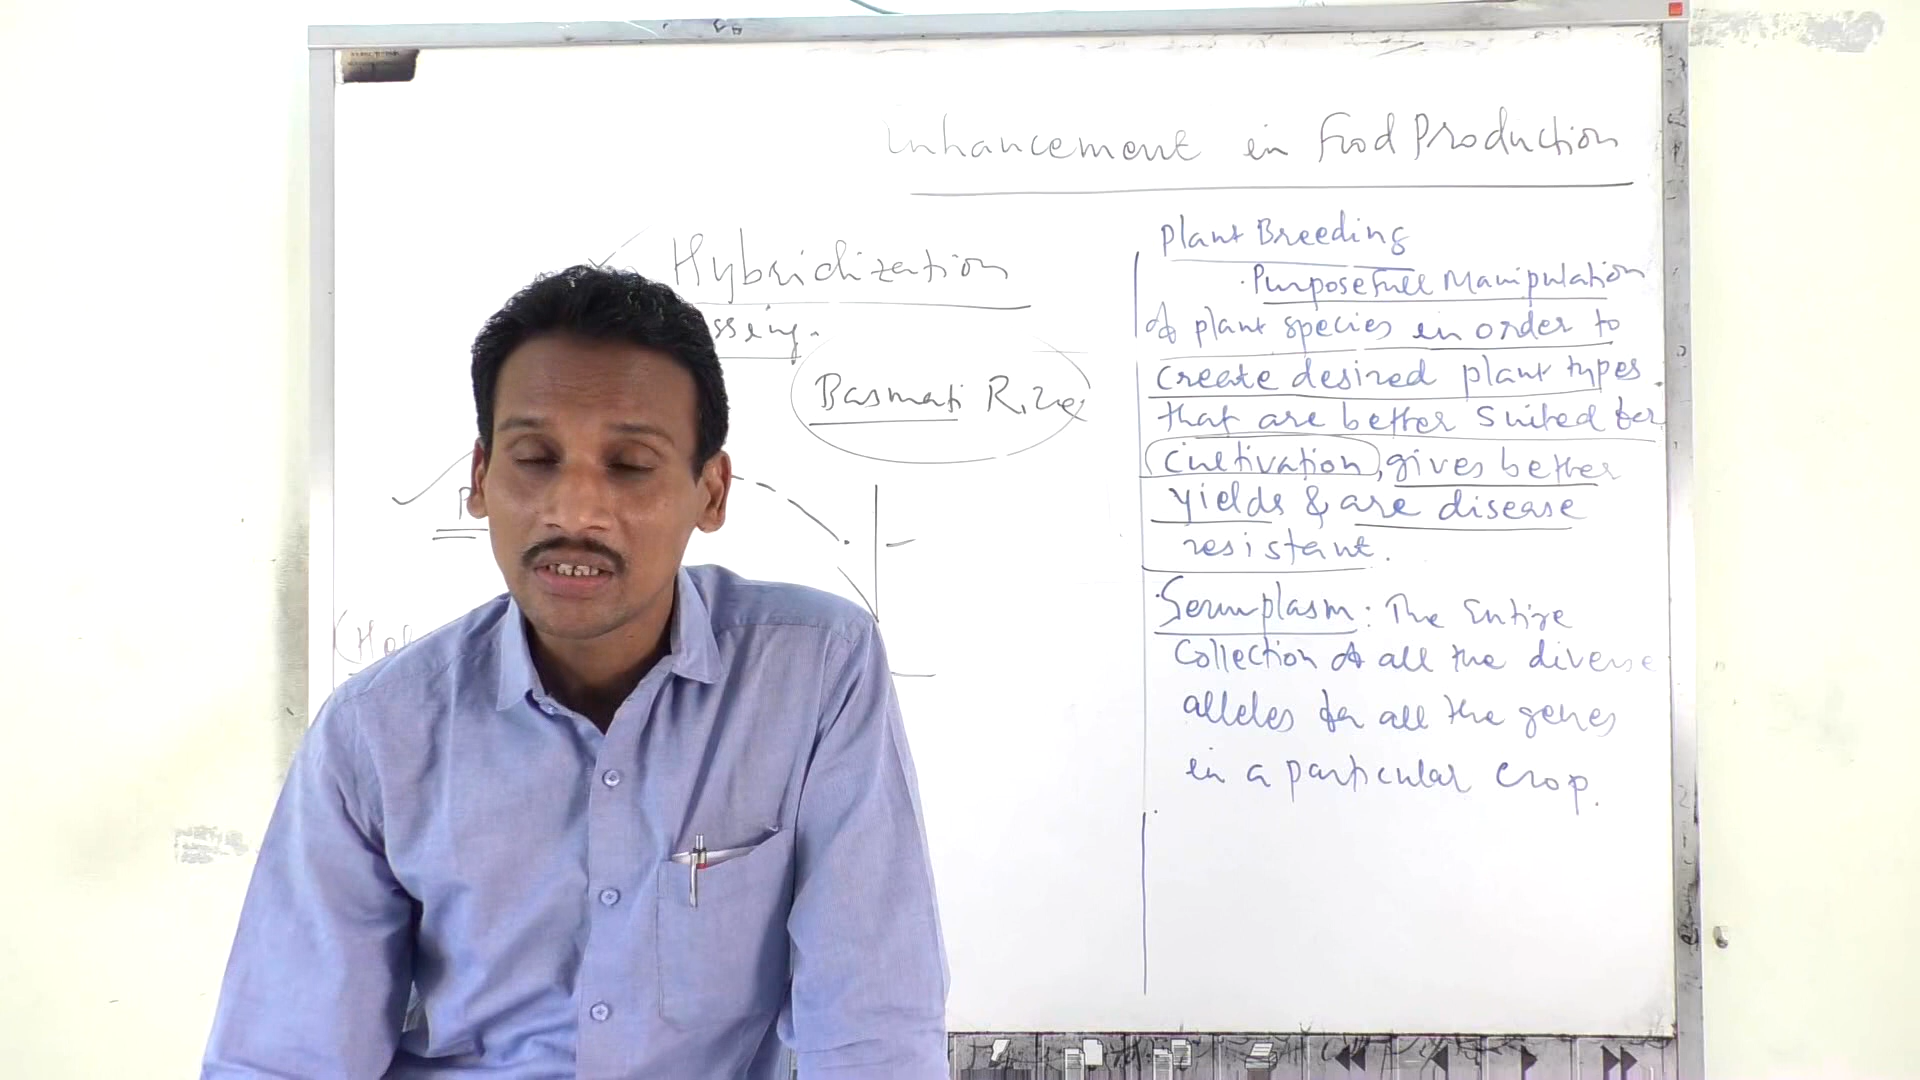 Enhancement in Food Production
Hybridization
ssing.
Basmati Rize
Plant Breeding
Purposefull Manipulation
of plant species in order to
create desired plant types.
that are better suited for
cultivation, gives better
yields & are disease
resistant.
Germplasm: The Entire
Collection of all the diverse
alleles for all the genes
in a particular crop.